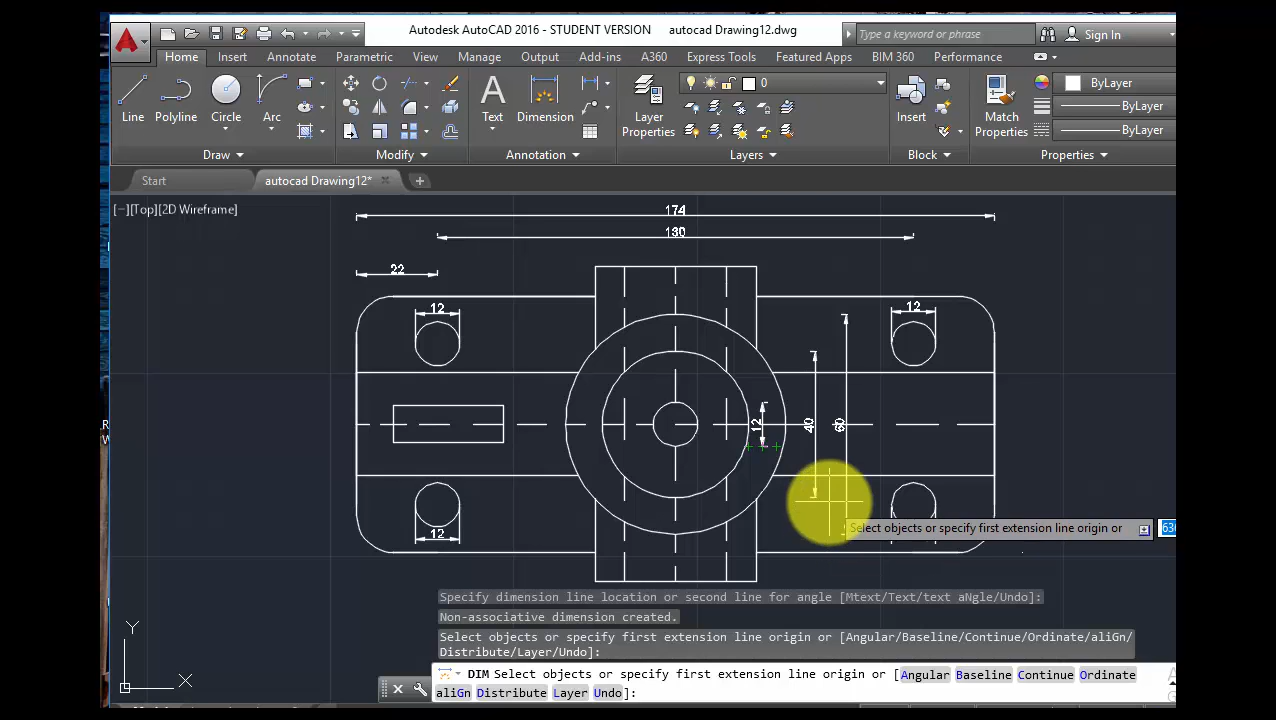 Autodesk AutoCAD 2016 - STUDENT VERSION autocad Drawing12.dwg
Type a keyword or phrase
Sign In
Home Insert Annotate Parametric View Manage Output Add-ins A360 Express Tools Featured Apps BIM 360 Performance
0
ByLayer
ByLayer
ByLayer
Line Polyline Circle Arc Text Dimension
Layer
Properties
Insert
Match
Properties
Draw Modify Annotation Layers Block Properties
Start autocad Drawing12*
[−][Top][2D Wireframe]
174
130
22
12
12
12
40
60
12
Select objects or specify first extension line origin or
Specify dimension line location or second line for angle [Mtext/Text/text aNgle/Undo]:
Non-associative dimension created.
Select objects or specify first extension line origin or [Angular/Baseline/Continue/Ordinate/aliGn/
Distribute/Layer/Undo]:
DIM Select objects or specify first extension line origin or [Angular Baseline Continue Ordinate
aliGn Distribute Layer Undo]:
Y
X